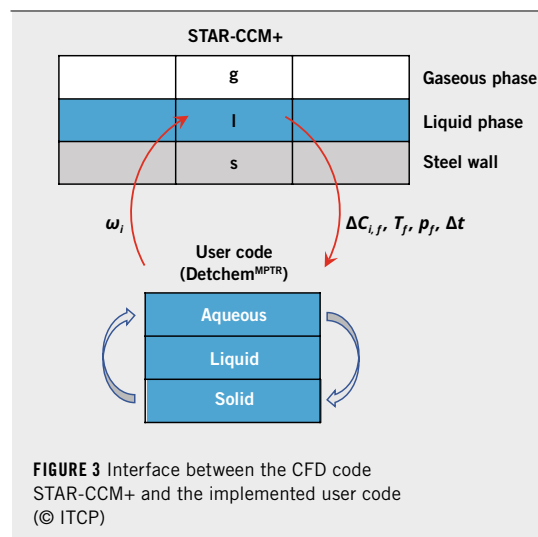 STAR-CCM+
g
Gaseous phase
l
Liquid phase
s
Steel wall
ωi
ΔCi,f, Tf, pf, Δt
User code
(DetchemMPTR)
Aqueous
Liquid
Solid
FIGURE 3 Interface between the CFD code
STAR-CCM+ and the implemented user code
(© ITCP)